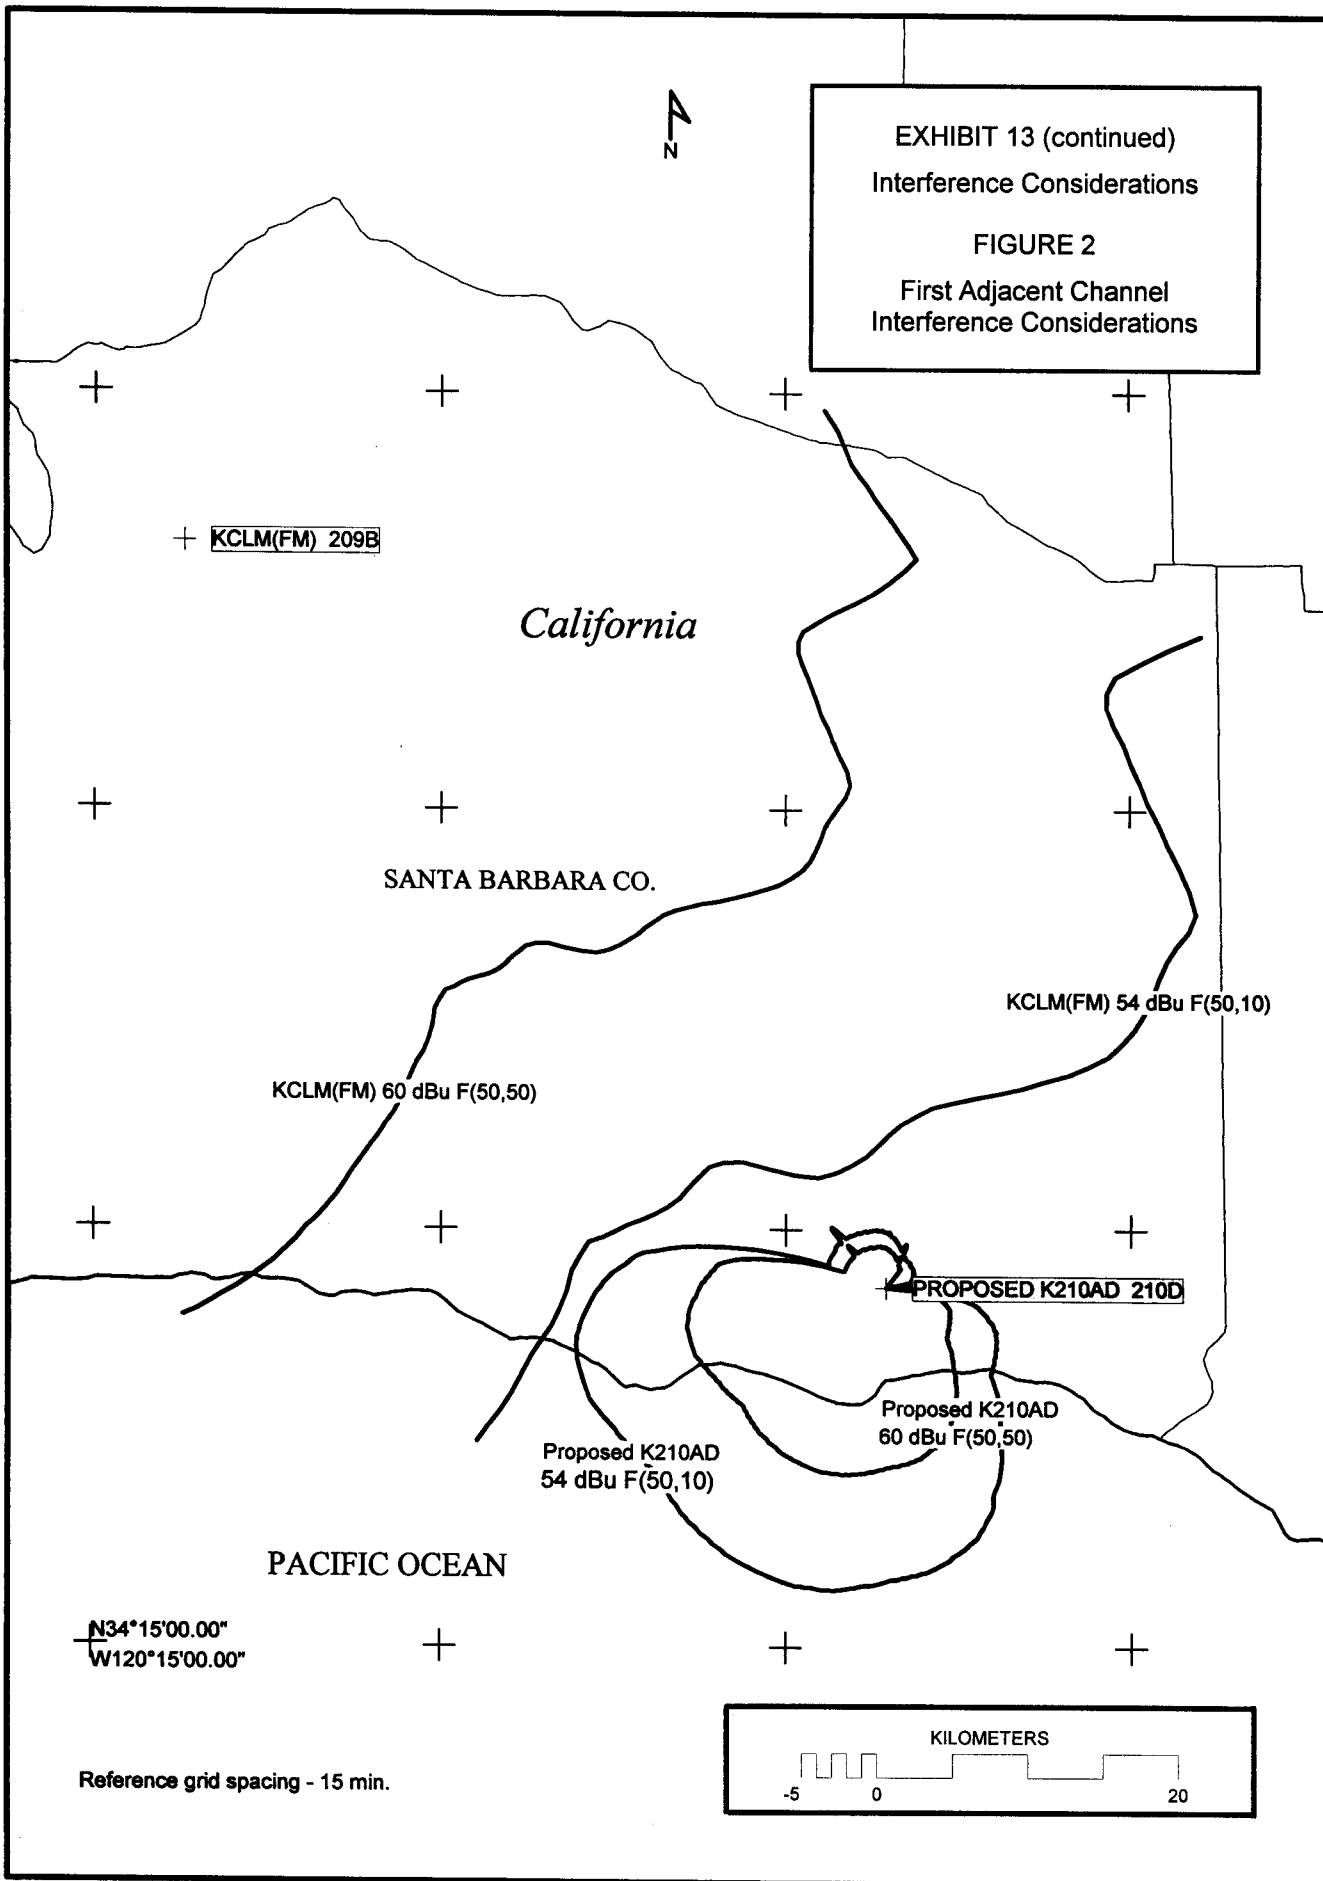 EXHIBIT 13 (continued)
Interference Considerations
FIGURE 2
First Adjacent Channel
Interference Considerations
N
KCLM(FM) 209B
California
SANTA BARBARA CO.
KCLM(FM) 54 dBu F(50,10)
KCLM(FM) 60 dBu F(50,50)
PROPOSED K210AD 210D
Proposed K210AD
60 dBu F(50,50)
Proposed K210AD
54 dBu F(50,10)
PACIFIC OCEAN
N34°15'00.00"
W120°15'00.00"
KILOMETERS
-5 0 20
Reference grid spacing - 15 min.